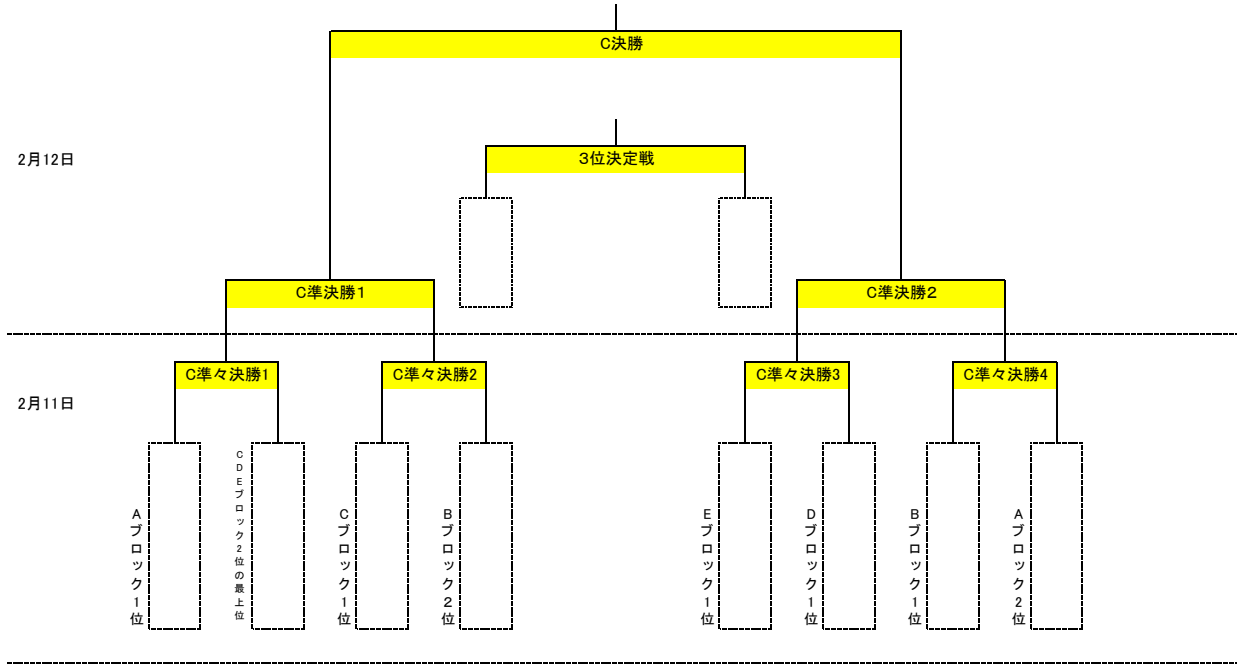 C決勝
2月12日
3位決定戦
C準決勝1
C準決勝2
C準々決勝1
C準々決勝2
C準々決勝3
C準々決勝4
2月11日
Aブロック1位
CDEブロック2位の最上位
Cブロック1位
Bブロック2位
Eブロック1位
Dブロック1位
Bブロック1位
Aブロック2位